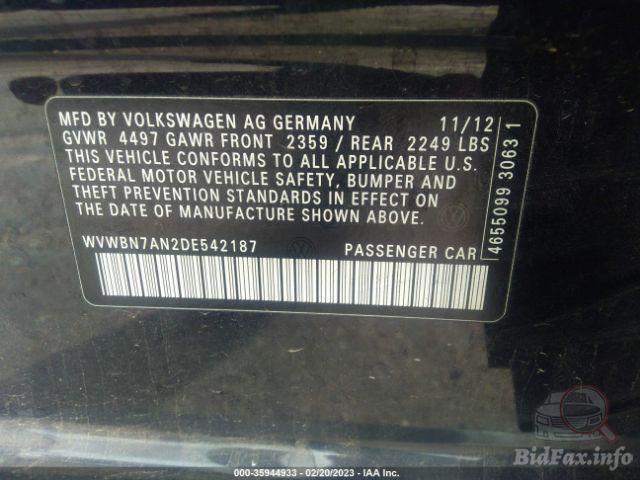 MFD BY VOLKSWAGEN AG GERMANY 11/12
GVWR 4497 GAWR FRONT 2359 / REAR 2249 LBS
THIS VEHICLE CONFORMS TO ALL APPLICABLE U.S.
FEDERAL MOTOR VEHICLE SAFETY, BUMPER AND
THEFT PREVENTION STANDARDS IN EFFECT ON
THE DATE OF MANUFACTURE SHOWN ABOVE.
WVWBN7AN2DE542187 PASSENGER CAR
4655099 30631
000-35944933 - 02/20/2023 - IAA Inc.
BidFax.info